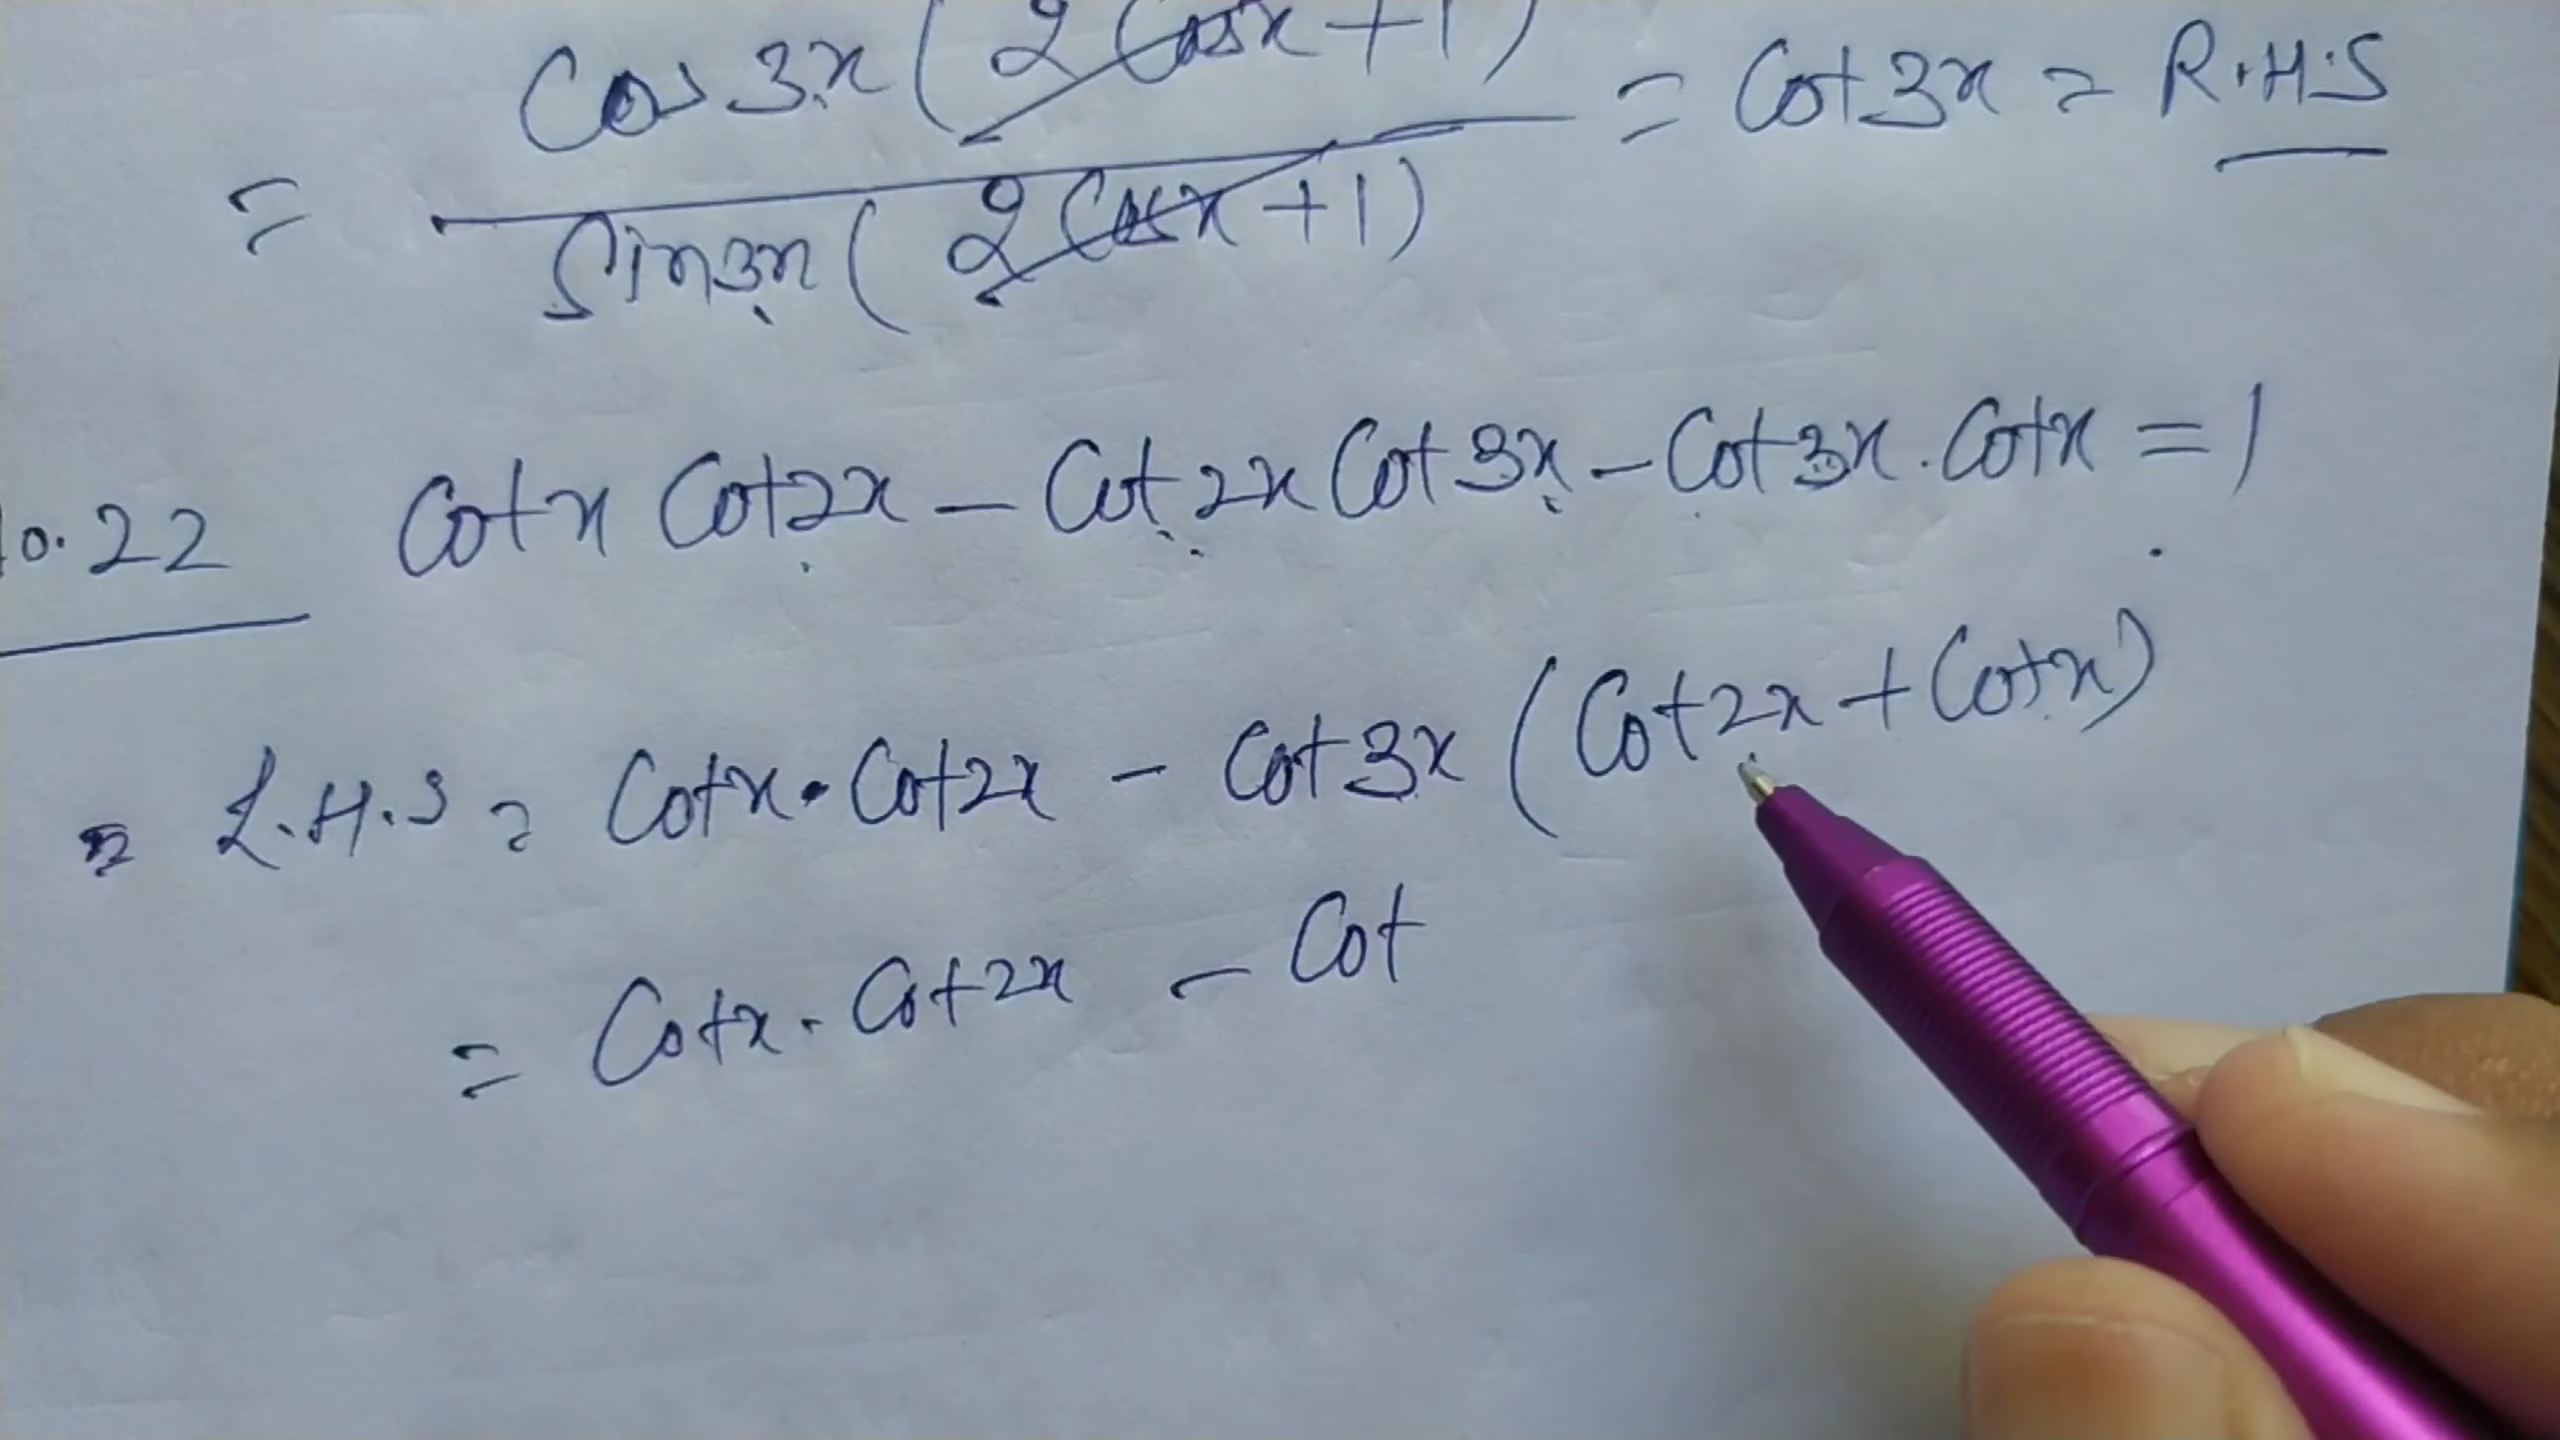 = Cos3x(2Cosx+1) / Sin3x(2Cosx+1) = Cot3x = R.H.S
o.22 Cotx Cot2x - Cot2x Cot3x - Cot3x.Cotx = 1
= L.H.S = Cotx.Cot2x - Cot3x(Cot2x+Cotx)
= Cotx.Cot2x - Cot